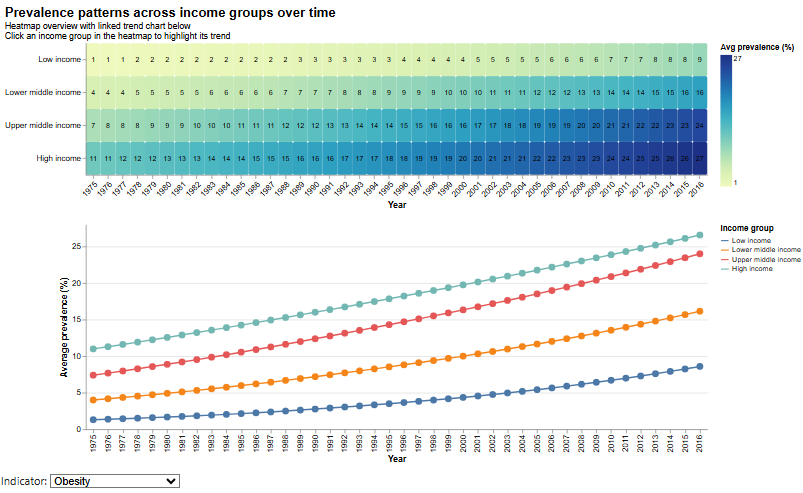 Prevalence patterns across income groups over time
Heatmap overview with linked trend chart below
Click an income group in the heatmap to highlight its trend
Low income 1 1 1 2 2 2 2 2 2 2 2 2 2 2 3 3 3 3 3 3 3 4 4 4 4 4 5 5 5 5 5 6 6 6 6 7 7 7 8 8 8 9
Lower middle income 4 4 4 5 5 5 5 5 6 6 6 6 6 7 7 7 7 8 8 8 9 9 9 9 10 10 10 11 11 11 12 12 12 13 13 14 14 14 15 15 16 16
Upper middle income 7 8 8 8 9 9 9 10 10 10 11 11 11 12 12 12 13 13 14 14 14 15 15 16 16 16 17 17 18 18 19 19 19 20 20 21 21 22 22 23 23 24
High income 11 11 12 12 12 13 13 13 14 14 14 15 15 15 16 16 16 17 17 17 18 18 19 19 19 20 20 21 21 21 22 22 23 23 23 24 24 25 25 26 26 27
1975 1976 1977 1978 1979 1980 1981 1982 1983 1984 1985 1986 1987 1988 1989 1990 1991 1992 1993 1994 1995 1996 1997 1998 1999 2000 2001 2002 2003 2004 2005 2006 2007 2008 2009 2010 2011 2012 2013 2014 2015 2016
Year
Avg prevalence (%)
27
1
Average prevalence (%)
25
20
15
10
5
0
1975 1976 1977 1978 1979 1980 1981 1982 1983 1984 1985 1986 1987 1988 1989 1990 1991 1992 1993 1994 1995 1996 1997 1998 1999 2000 2001 2002 2003 2004 2005 2006 2007 2008 2009 2010 2011 2012 2013 2014 2015 2016
Year
Income group
Low income
Lower middle income
Upper middle income
High income
Indicator: Obesity